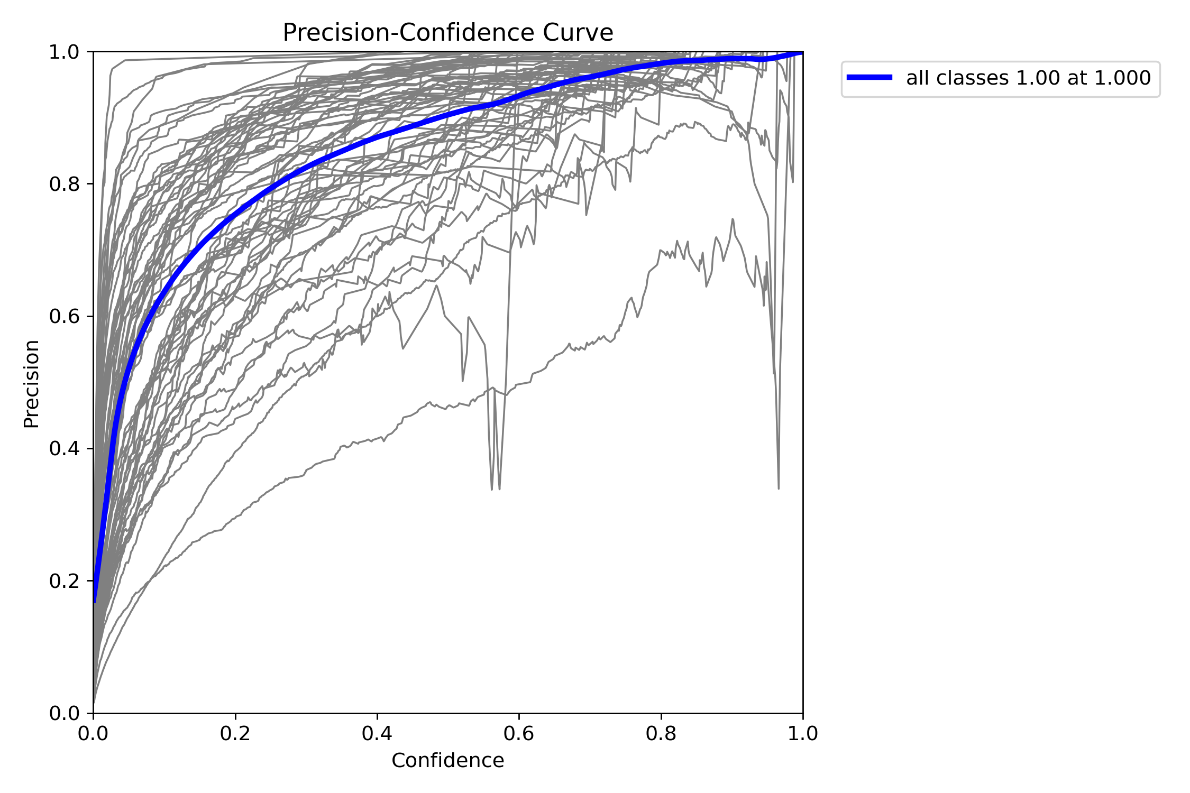 Precision-Confidence Curve
1.0
0.8
0.6
0.4
0.2
0.0
Precision
0.0 0.2 0.4 0.6 0.8 1.0
Confidence
all classes 1.00 at 1.000